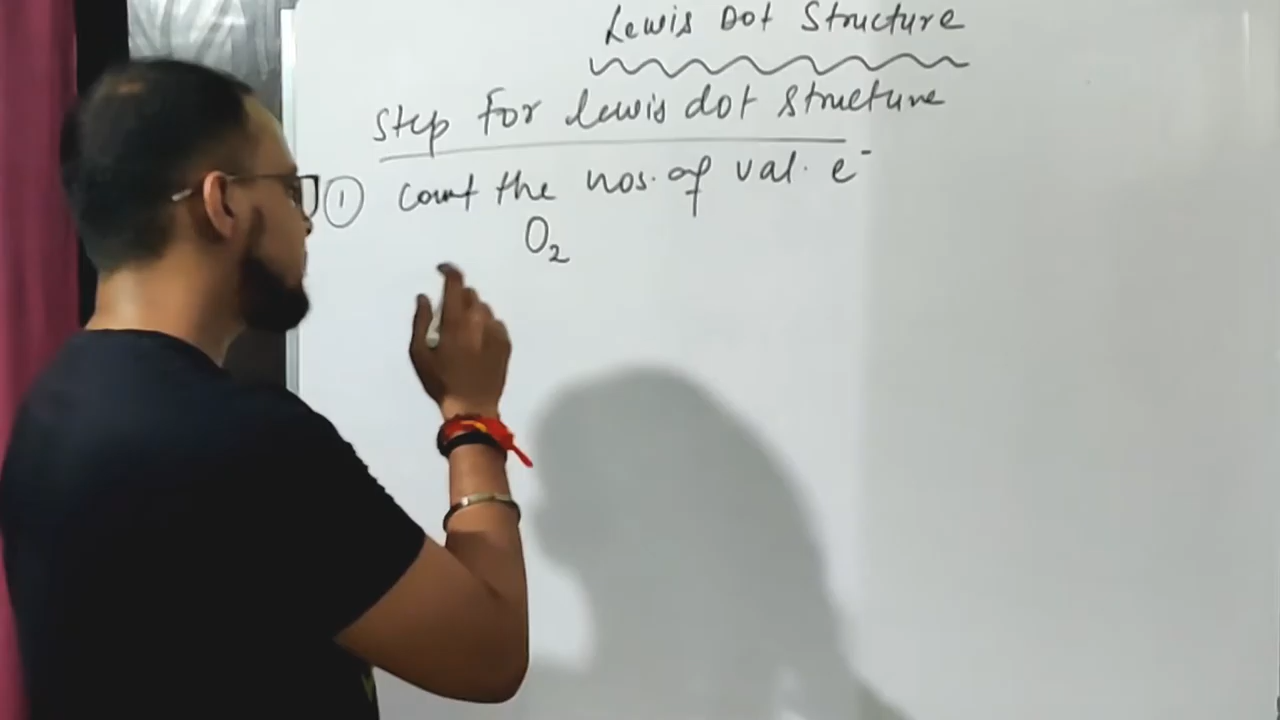 Lewis Dot Structure
Step for lewis dot structure
① Count the nos. of val. e⁻
O₂